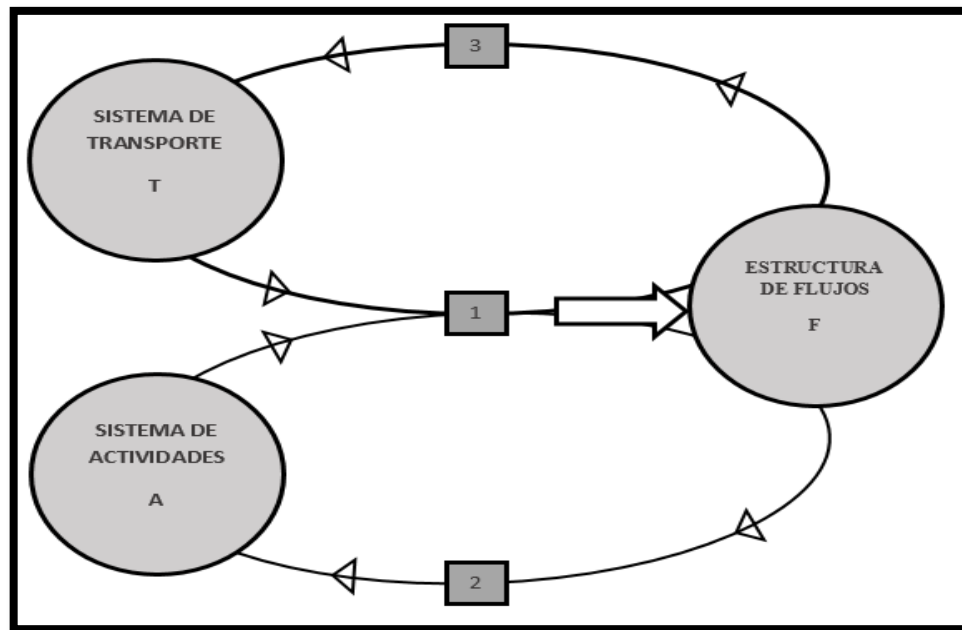 3
SISTEMA DE
TRANSPORTE
T
ESTRUCTURA
DE FLUJOS
F
1
SISTEMA DE
ACTIVIDADES
A
2